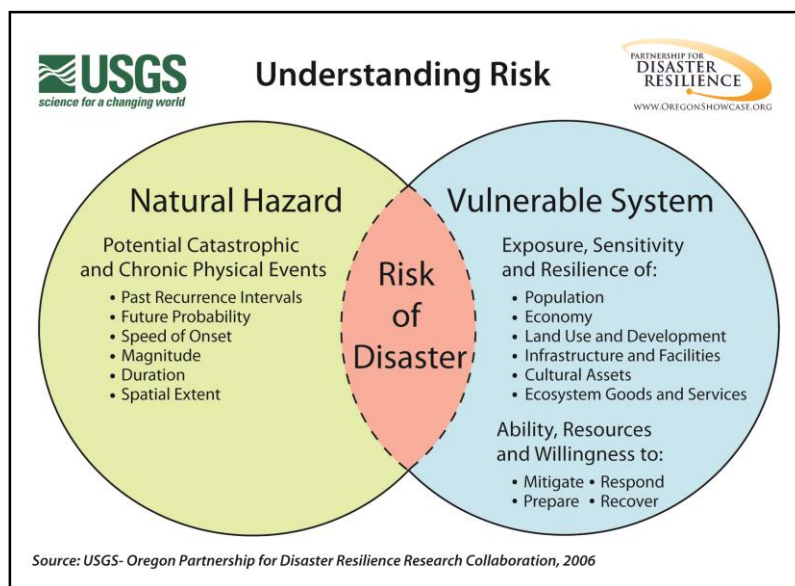 USGS
science for a changing world
Understanding Risk
PARTNERSHIP FOR
DISASTER
RESILIENCE
WWW.OREGONSHOWCASE.ORG
Natural Hazard
Potential Catastrophic
and Chronic Physical Events
• Past Recurrence Intervals
• Future Probability
• Speed of Onset
• Magnitude
• Duration
• Spatial Extent
Risk
of
Disaster
Vulnerable System
Exposure, Sensitivity
and Resilience of:
• Population
• Economy
• Land Use and Development
• Infrastructure and Facilities
• Cultural Assets
• Ecosystem Goods and Services
Ability, Resources
and Willingness to:
• Mitigate • Respond
• Prepare • Recover
Source: USGS- Oregon Partnership for Disaster Resilience Research Collaboration, 2006